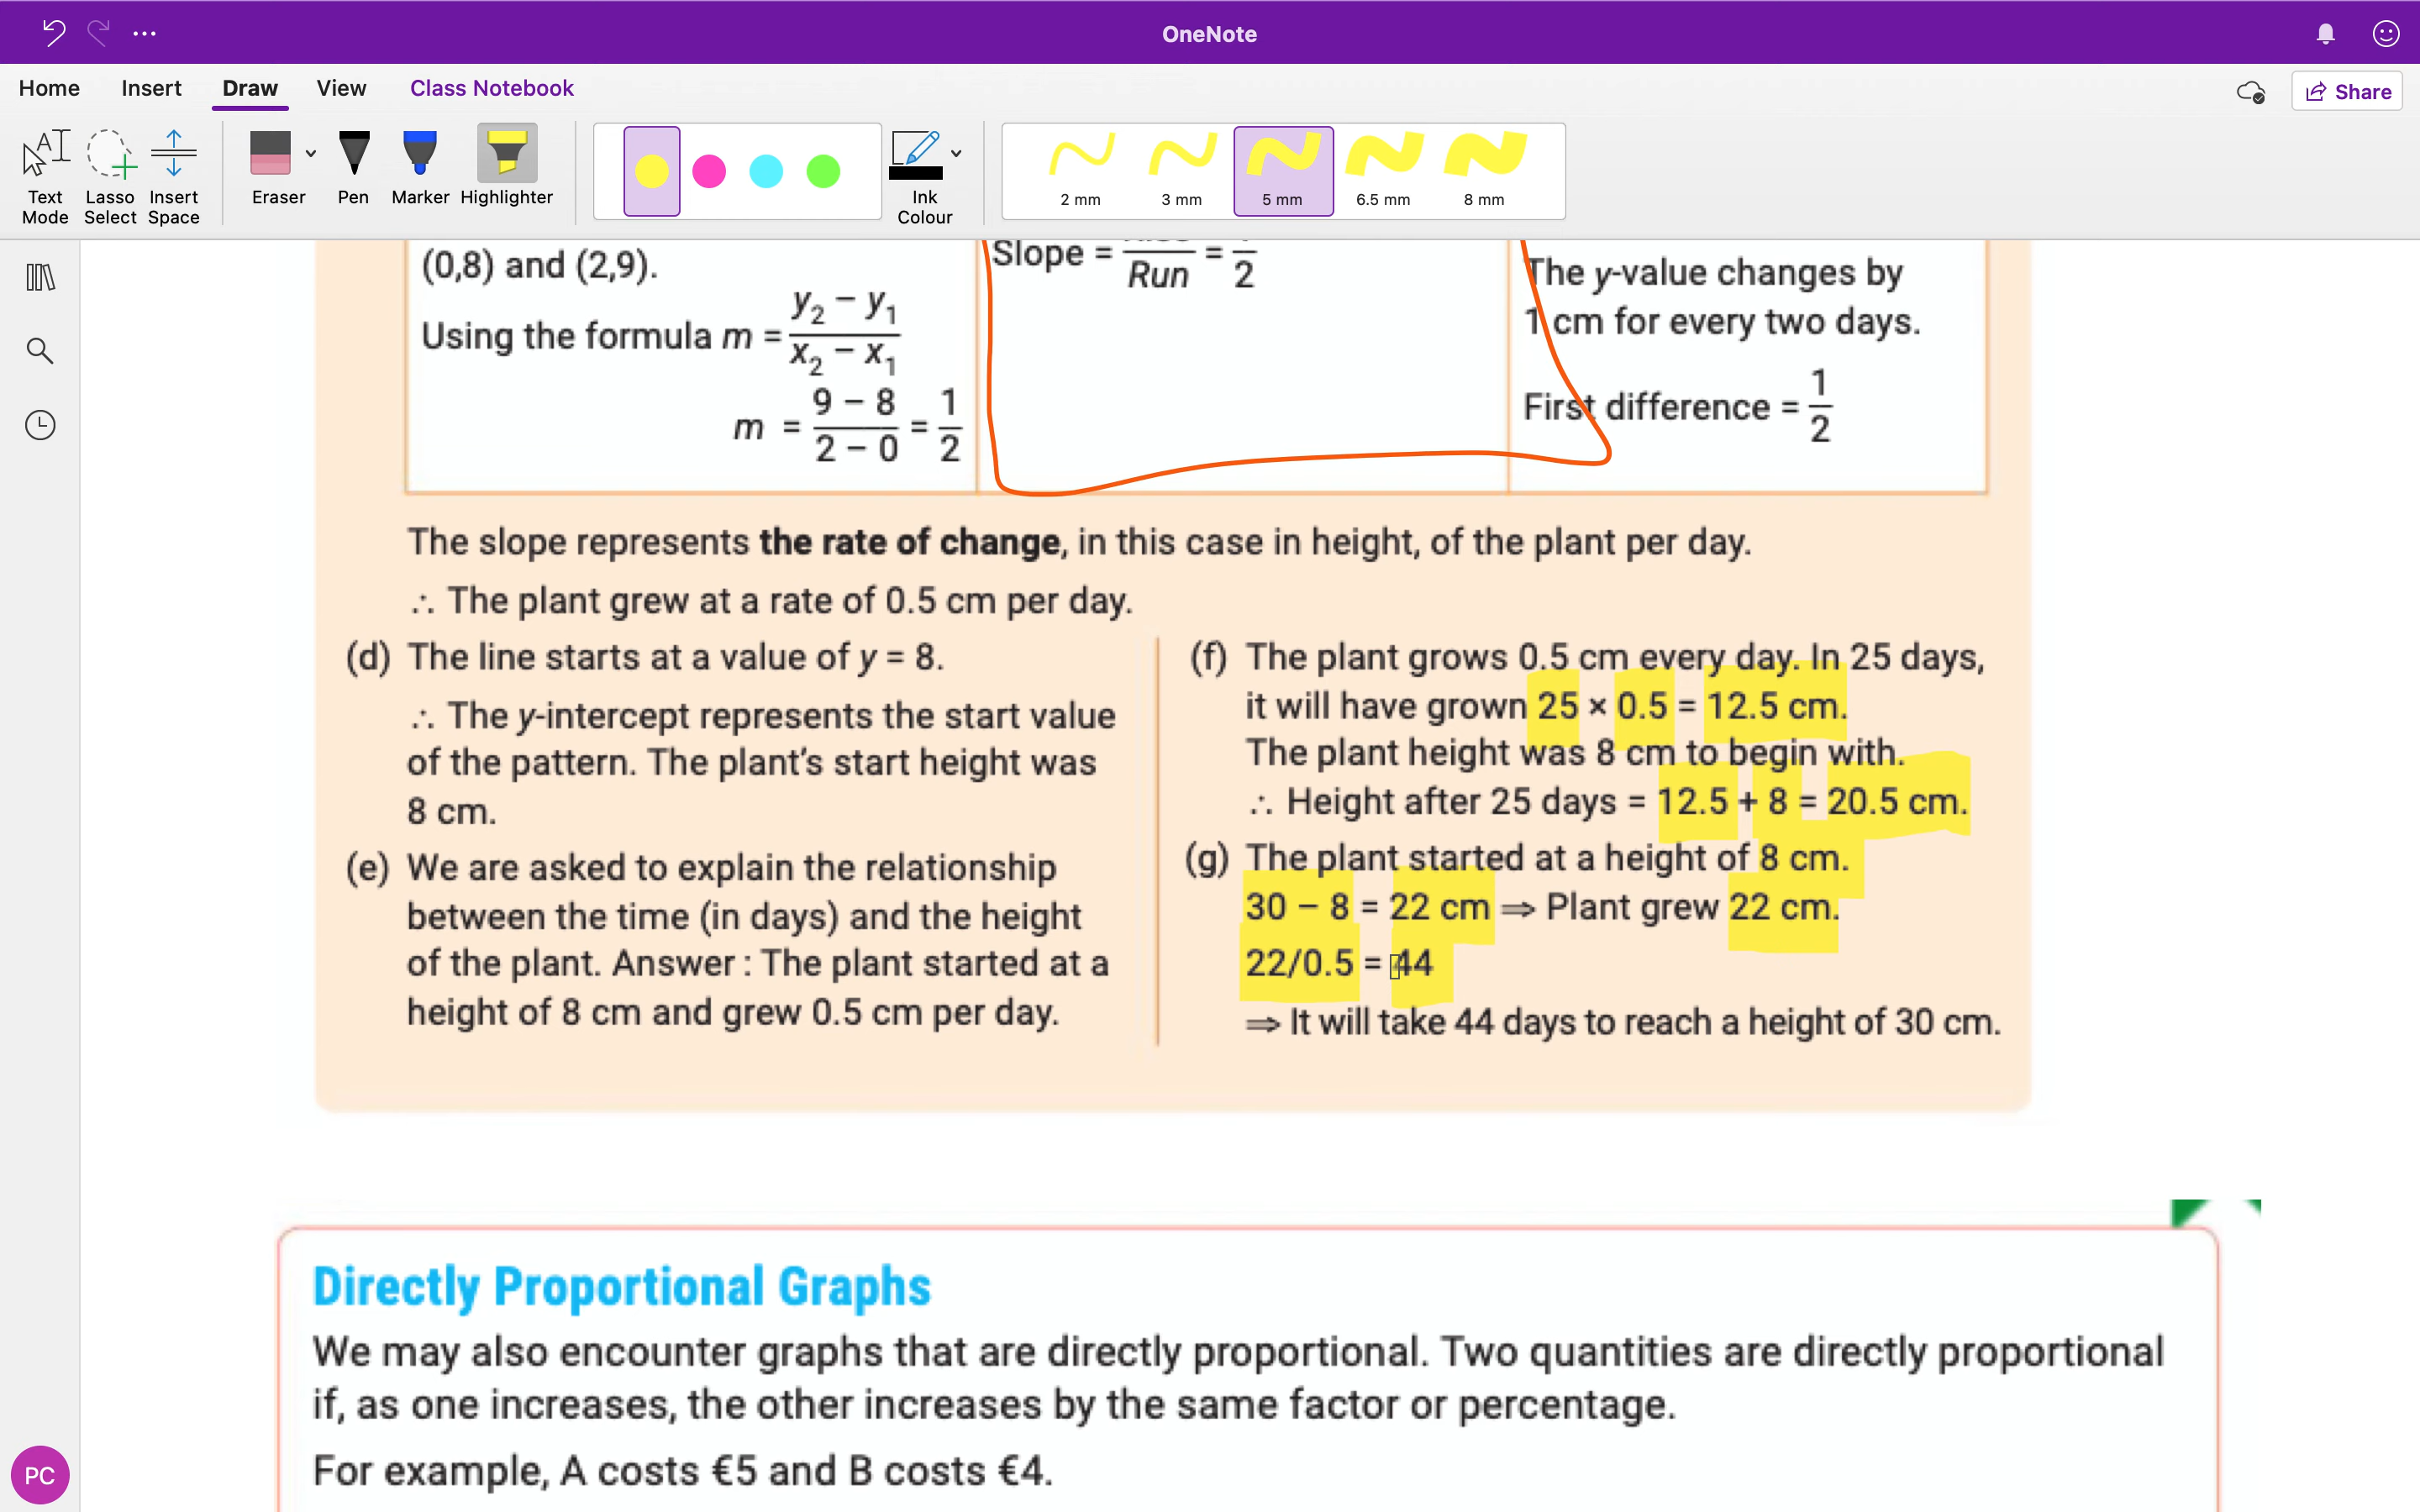 OneNote
Home Insert Draw View Class Notebook
Share
Text Mode
Lasso Select
Insert Space
Eraser
Pen
Marker
Highlighter
Ink Colour
2 mm 3 mm 5 mm 6.5 mm 8 mm
(0,8) and (2,9).
Using the formula m = (y₂ − y₁)/(x₂ − x₁)
m = (9 − 8)/(2 − 0) = 1/2
Slope = /Run = /2
The y-value changes by
1 cm for every two days.
First difference = 1/2
The slope represents the rate of change, in this case in height, of the plant per day.
∴ The plant grew at a rate of 0.5 cm per day.
(d) The line starts at a value of y = 8.
∴ The y-intercept represents the start value
of the pattern. The plant's start height was
8 cm.
(e) We are asked to explain the relationship
between the time (in days) and the height
of the plant. Answer : The plant started at a
height of 8 cm and grew 0.5 cm per day.
(f) The plant grows 0.5 cm every day. In 25 days,
it will have grown 25 × 0.5 = 12.5 cm.
The plant height was 8 cm to begin with.
∴ Height after 25 days = 12.5 + 8 = 20.5 cm.
(g) The plant started at a height of 8 cm.
30 − 8 = 22 cm ⇒ Plant grew 22 cm.
22/0.5 = 44
⇒ It will take 44 days to reach a height of 30 cm.
Directly Proportional Graphs
We may also encounter graphs that are directly proportional. Two quantities are directly proportional
if, as one increases, the other increases by the same factor or percentage.
For example, A costs €5 and B costs €4.
PC